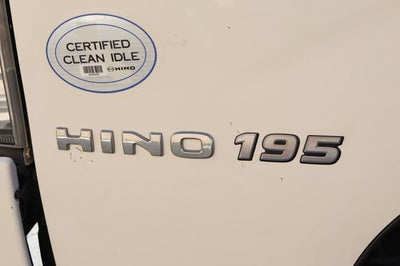 CERTIFIED
CLEAN IDLE
HINO
HINO 195